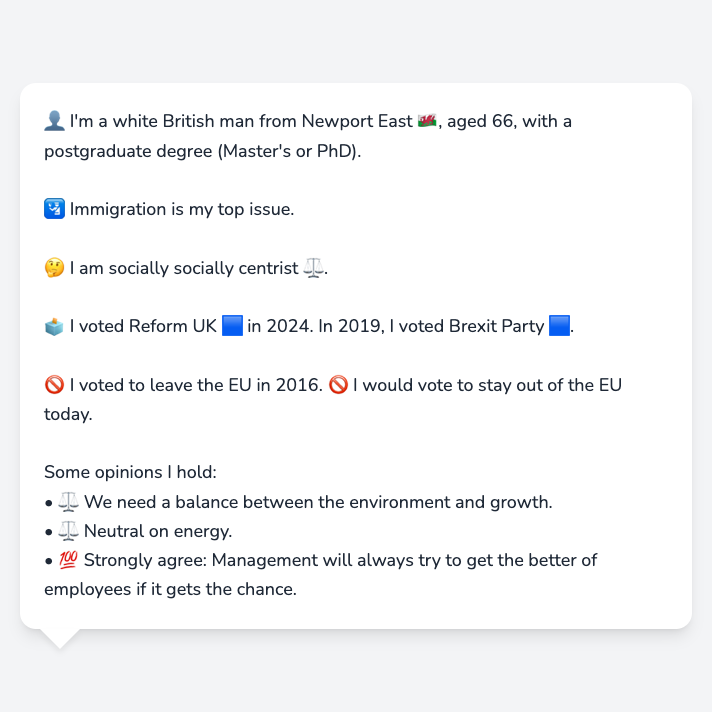 👤 I'm a white British man from Newport East 🏴󠁧󠁢󠁷󠁬󠁳󠁿, aged 66, with a
postgraduate degree (Master's or PhD).
🛂 Immigration is my top issue.
🤔 I am socially socially centrist ⚖️.
🗳️ I voted Reform UK 🟦 in 2024. In 2019, I voted Brexit Party 🟦.
🚫 I voted to leave the EU in 2016. 🚫 I would vote to stay out of the EU
today.
Some opinions I hold:
• ⚖️ We need a balance between the environment and growth.
• ⚖️ Neutral on energy.
• 💯 Strongly agree: Management will always try to get the better of
employees if it gets the chance.